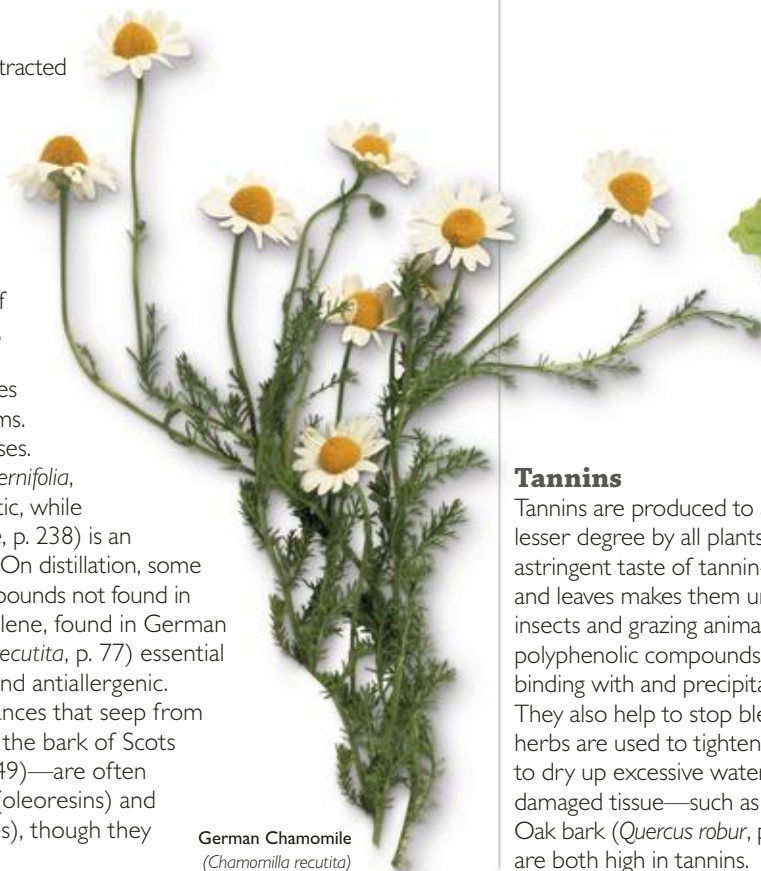 tracted
f
es
ms.
ses.
ernifolia,
tic, while
, p. 238) is an
On distillation, some
pounds not found in
lene, found in German
ecutita, p. 77) essential
nd antiallergenic.
ances that seep from
the bark of Scots
49)—are often
(oleoresins) and
es), though they
German Chamomile
(Chamomilla recutita)
Tannins
Tannins are produced to a
lesser degree by all plants
astringent taste of tannin-
and leaves makes them un
insects and grazing anima
polyphenolic compounds
binding with and precipita
They also help to stop ble
herbs are used to tighten
to dry up excessive water
damaged tissue—such as
Oak bark (Quercus robur, p
are both high in tannins.